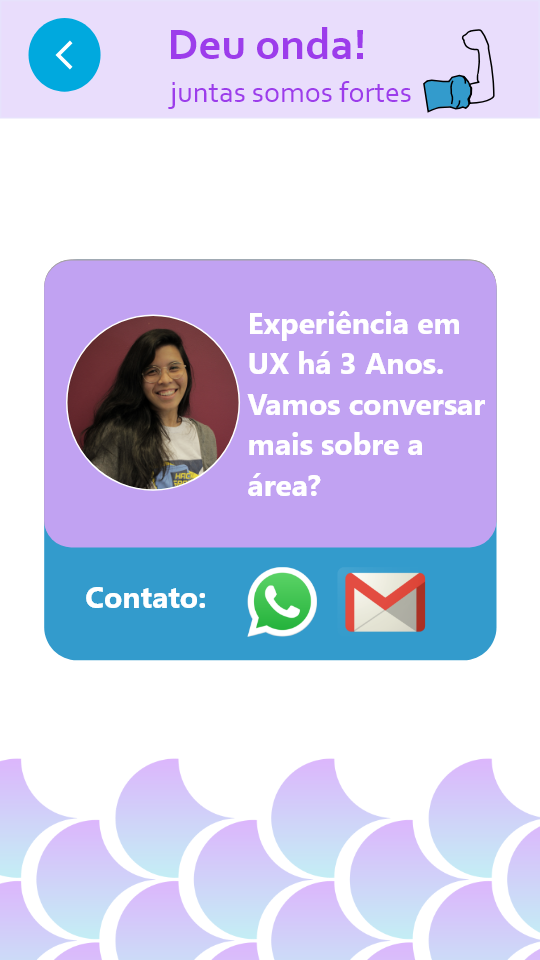 Deu onda!
juntas somos fortes
Experiência em
UX há 3 Anos.
Vamos conversar
mais sobre a
área?
Contato: